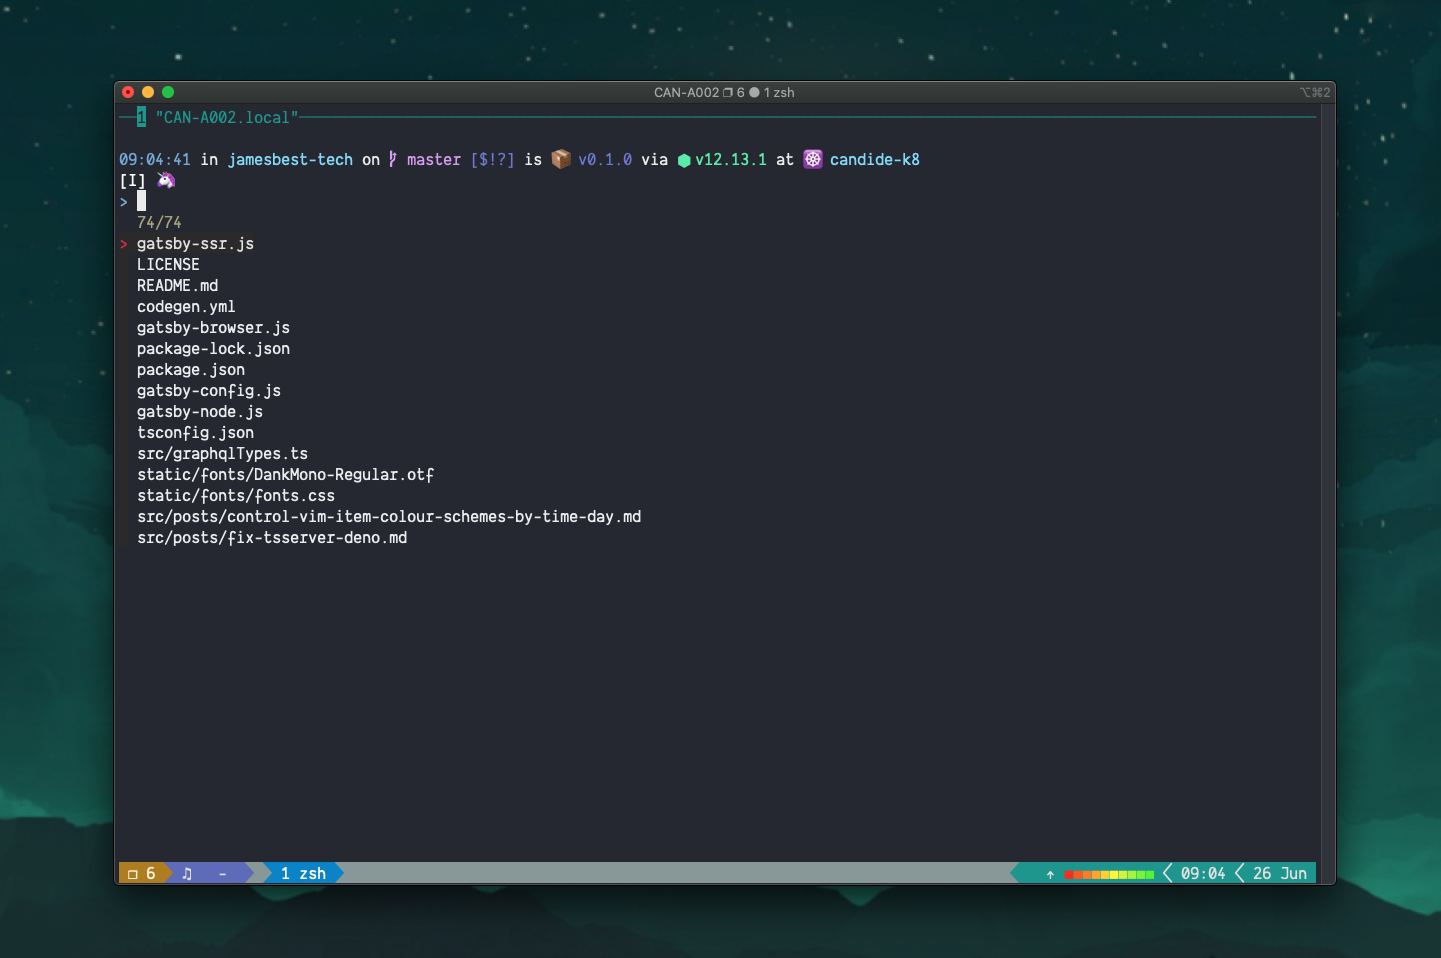 CAN-A002 ❐ 6 ● 1 zsh
⌥⌘2
1 "CAN-A002.local"
09:04:41 in jamesbest-tech on master [$!?] is 📦 v0.1.0 via ⬢ v12.13.1 at ☸ candide-k8
[I] 🦄
>
74/74
> gatsby-ssr.js
LICENSE
README.md
codegen.yml
gatsby-browser.js
package-lock.json
package.json
gatsby-config.js
gatsby-node.js
tsconfig.json
src/graphqlTypes.ts
static/fonts/DankMono-Regular.otf
static/fonts/fonts.css
src/posts/control-vim-item-colour-schemes-by-time-day.md
src/posts/fix-tsserver-deno.md
❐ 6 ♫ - 1 zsh ↑ 09:04 26 Jun